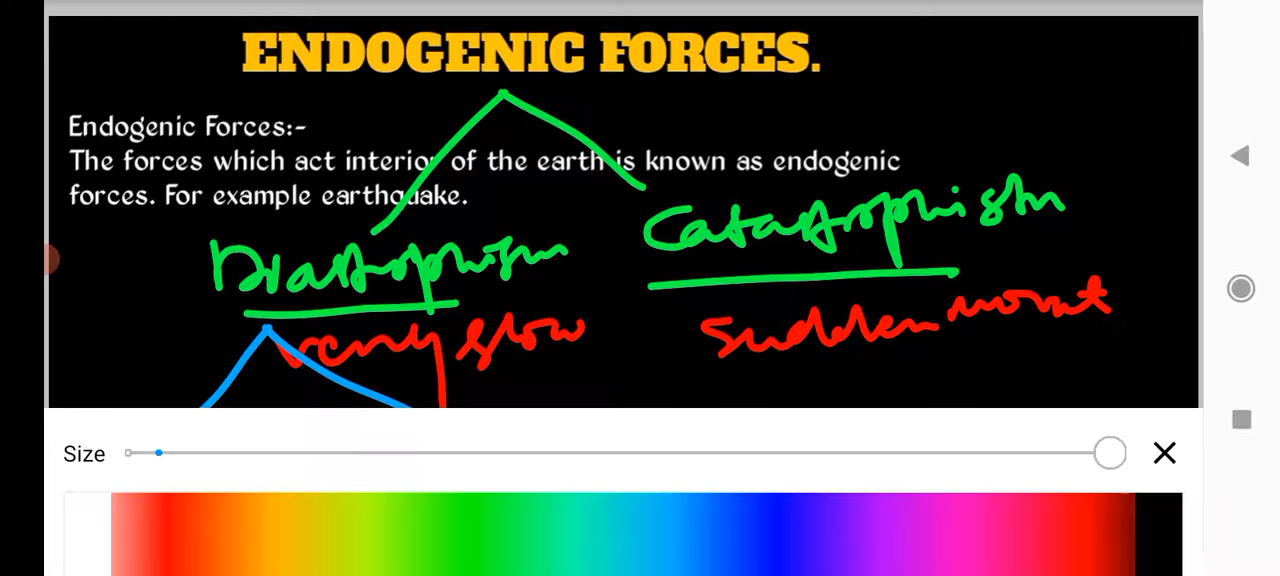 ENDOGENIC FORCES.
Endogenic Forces:-
The forces which act interior of the earth is known as endogenic
forces. For example earthquake.
Diastrophism Catastrophism
very slow Sudden movt
Size